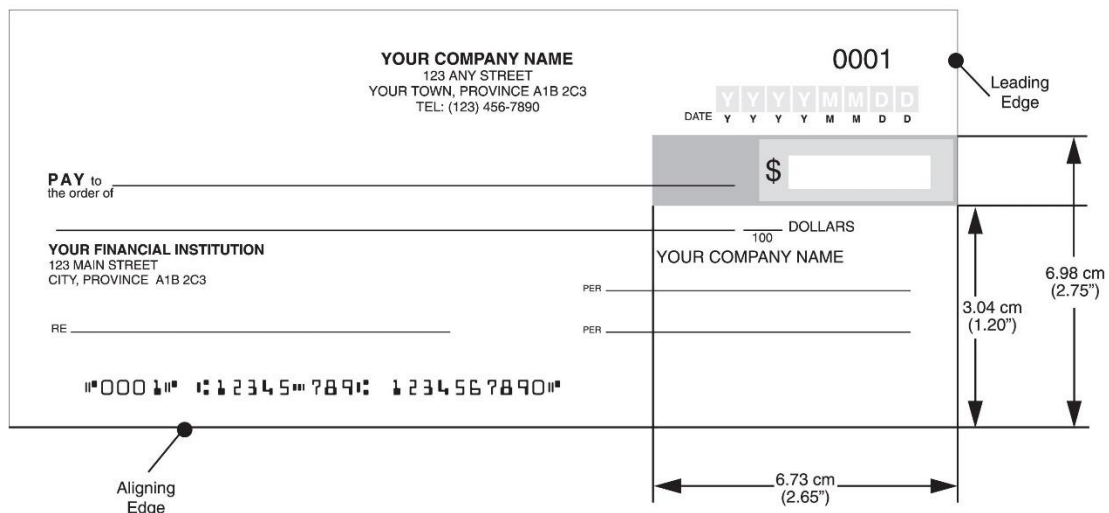 YOUR COMPANY NAME
123 ANY STREET
YOUR TOWN, PROVINCE A1B 2C3
TEL: (123) 456-7890
0001
Leading
Edge
Y Y Y Y M M D D
DATE Y Y Y Y M M D D
$
PAY to
the order of
100 DOLLARS
YOUR FINANCIAL INSTITUTION
123 MAIN STREET
CITY, PROVINCE A1B 2C3
YOUR COMPANY NAME
PER
RE
PER
6.98 cm
(2.75”)
3.04 cm
(1.20”)
⑈0001⑈ ⑆12345⑉789⑆ 1234567890⑈
Aligning
Edge
6.73 cm
(2.65”)